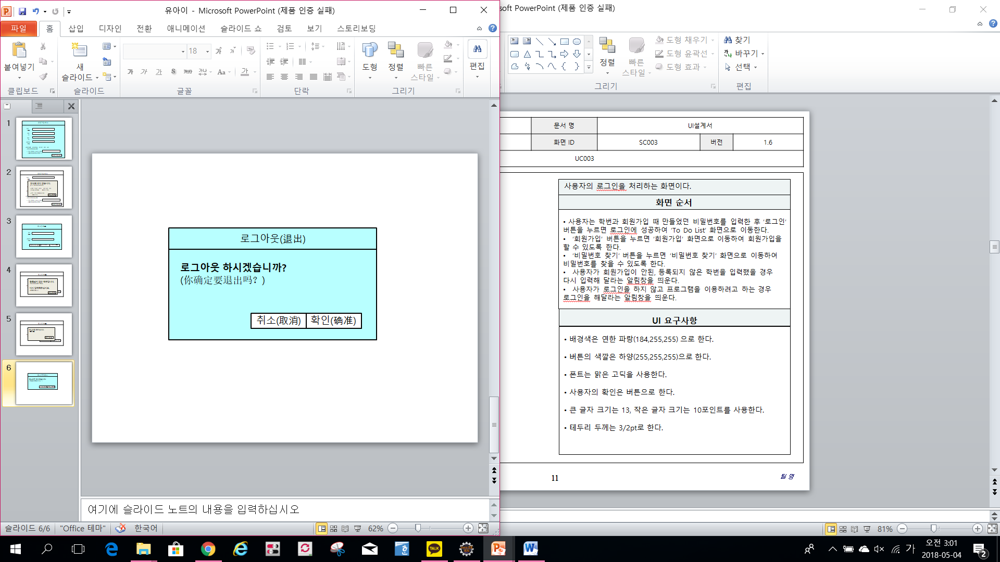 유아이 - Microsoft PowerPoint (제품 인증 실패)
파일 홈 삽입 디자인 전환 애니메이션 슬라이드 쇼 검토 보기 스토리보딩
붙여넣기
새 슬라이드
18
가 가 가 S 가나 Aa 가
도형 정렬 빠른 스타일
편집
클립보드 슬라이드 글꼴 단락 그리기
1
2
3
4
5
6
로그아웃(退出)
로그아웃 하시겠습니까?
(你确定要退出吗? )
취소(取消) 확인(确准)
여기에 슬라이드 노트의 내용을 입력하십시오
슬라이드 6/6 "Office 테마" 한국어 62%
soft PowerPoint (제품 인증 실패)
정렬 빠른 스타일
도형 채우기
도형 윤곽선
도형 효과
찾기
바꾸기
선택
그리기 편집
문서 명 UI설계서
화면 ID SC003 버전 1.6
UC003
사용자의 로그인을 처리하는 화면이다.
화면 순서
• 사용자는 학번과 회원가입 때 만들었던 비밀번호를 입력한 후 '로그인'
버튼을 누르면 로그인에 성공하여 'To Do List' 화면으로 이동한다.
• '회원가입' 버튼을 누르면 '회원가입' 화면으로 이동하여 회원가입을
할 수 있도록 한다.
• '비밀번호 찾기' 버튼을 누르면 '비밀번호 찾기' 화면으로 이동하여
비밀번호를 찾을 수 있도록 한다.
• 사용자가 회원가입이 안된, 등록되지 않은 학번을 입력했을 경우
다시 입력해 달라는 알림창을 띄운다.
• 사용자가 로그인을 하지 않고 프로그램을 이용하려고 하는 경우
로그인을 해달라는 알림창을 띄운다.
UI 요구사항
• 배경색은 연한 파랑(184,255,255) 으로 한다.
• 버튼의 색깔은 하양(255,255,255)으로 한다.
• 폰트는 맑은 고딕을 사용한다.
• 사용자의 확인은 버튼으로 한다.
• 큰 글자 크기는 13, 작은 글자 크기는 10포인트를 사용한다.
• 테두리 두께는 3/2pt로 한다.
11
팀 명
81%
TALK
가
오전 3:01
2018-05-04
2